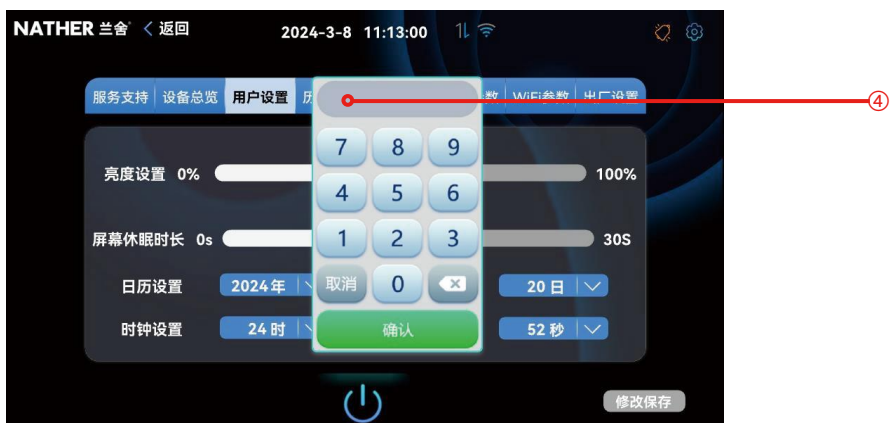 NATHER 兰舍 < 返回 2024-3-8 11:13:00
服务支持 设备总览 用户设置 历 数 WiFi参数 出厂设置
④
7 8 9
亮度设置 0% 100%
4 5 6
屏幕休眠时长 0s 1 2 3 30S
日历设置 2024年 取消 0 20日
时钟设置 24时 确认 52秒
修改保存